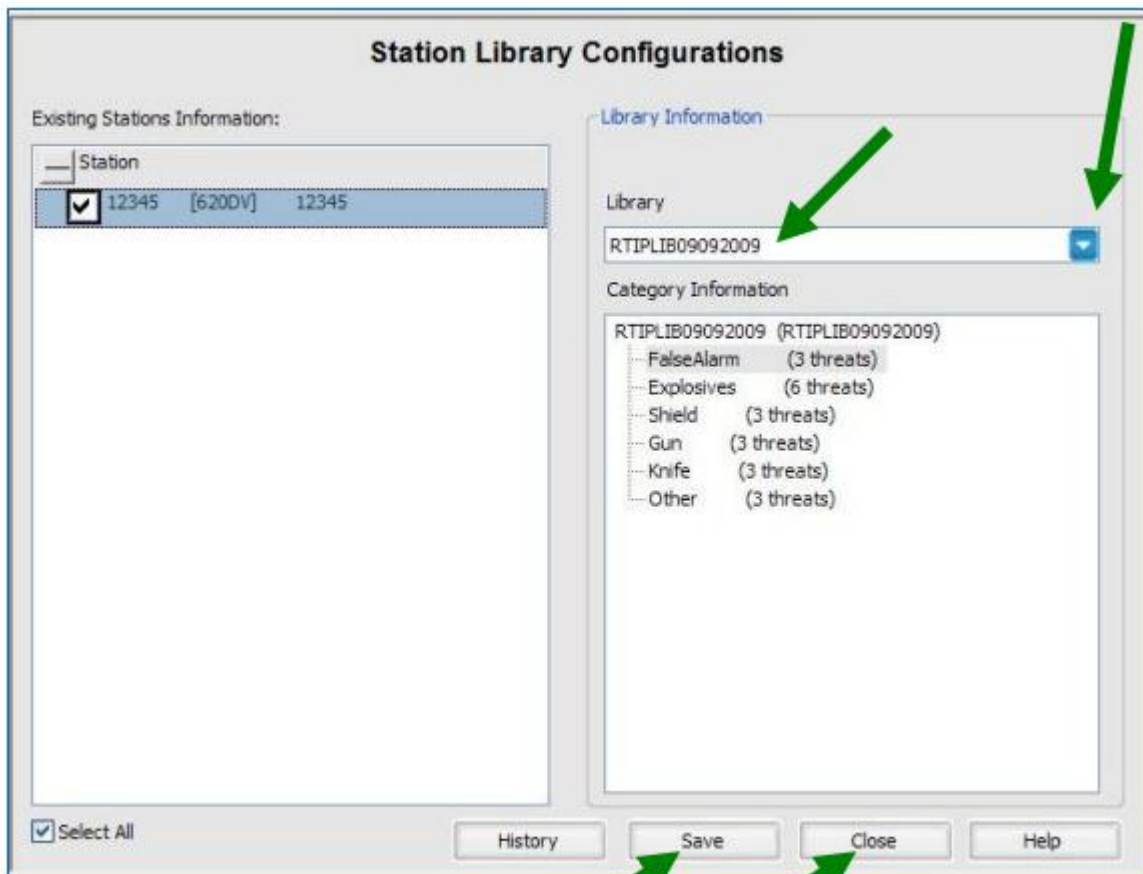 Station Library Configurations
Existing Stations Information:
Station
12345 [620DV] 12345
Select All
Library Information
Library
RTIPLIB09092009
Category Information
RTIPLIB09092009 (RTIPLIB09092009)
FalseAlarm (3 threats)
Explosives (6 threats)
Shield (3 threats)
Gun (3 threats)
Knife (3 threats)
Other (3 threats)
History Save Close Help